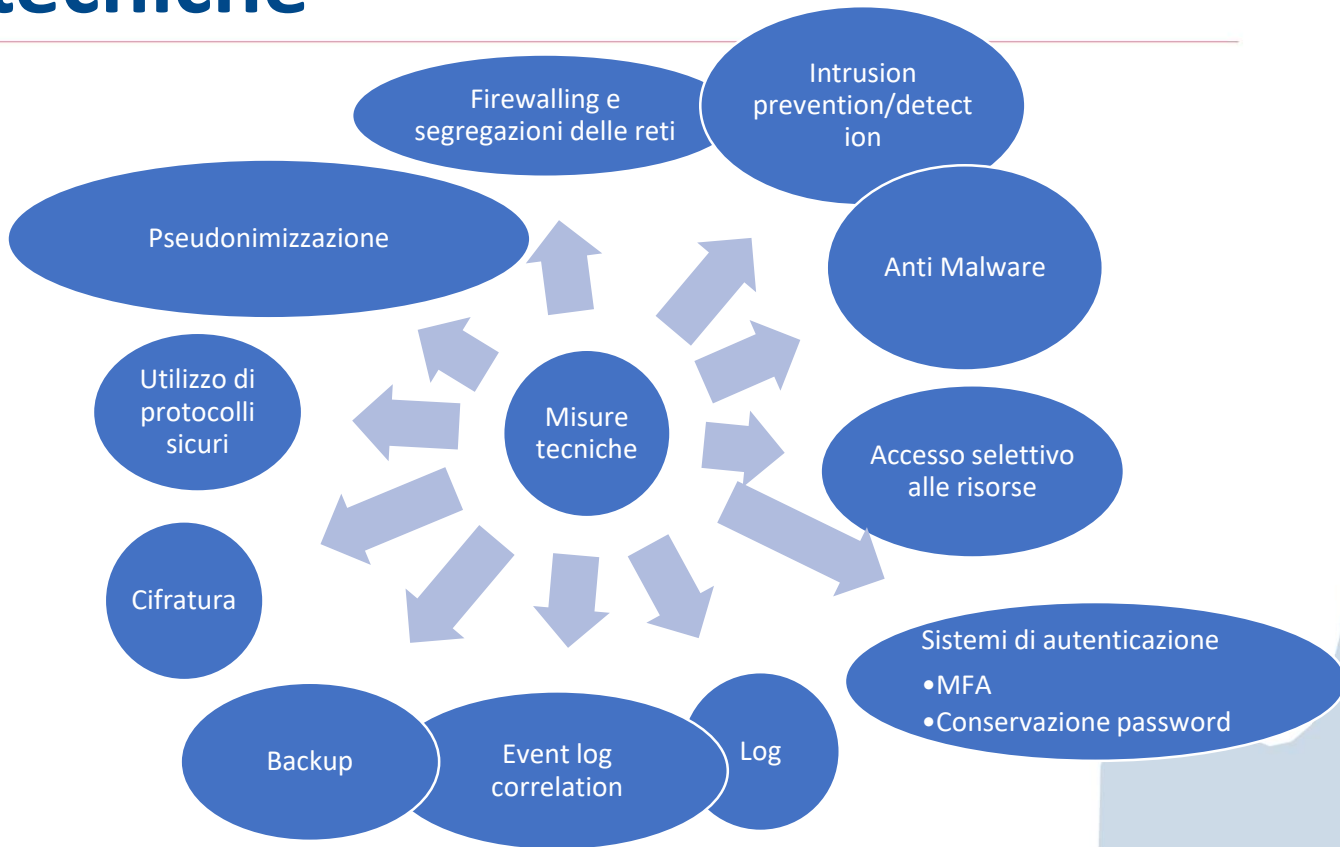 tecniche
Firewalling e
segregazioni delle reti
Intrusion
prevention/detect
ion
Anti Malware
Accesso selettivo
alle risorse
Sistemi di autenticazione
•MFA
•Conservazione password
Log
Event log
correlation
Backup
Cifratura
Utilizzo di
protocolli
sicuri
Pseudonimizzazione
Misure
tecniche